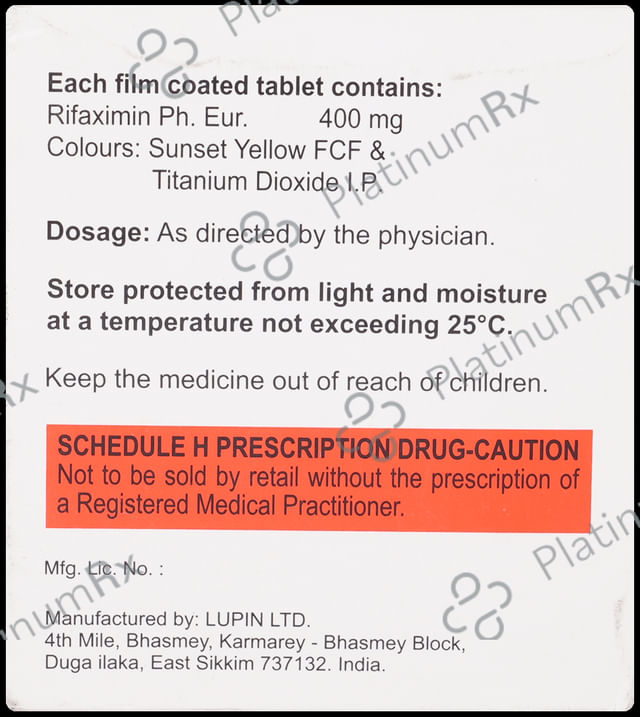 Each film coated tablet contains:
Rifaximin Ph. Eur. 400 mg
Colours: Sunset Yellow FCF &
Titanium Dioxide I.P.
Dosage: As directed by the physician.
Store protected from light and moisture
at a temperature not exceeding 25°C.
Keep the medicine out of reach of children.
SCHEDULE H PRESCRIPTION DRUG-CAUTION
Not to be sold by retail without the prescription of
a Registered Medical Practitioner.
Mfg. Lic. No. :
Manufactured by: LUPIN LTD.
4th Mile, Bhasmey, Karmarey - Bhasmey Block,
Duga ilaka, East Sikkim 737132. India.
PlatinumRx
PlatinumRx
PlatinumRx